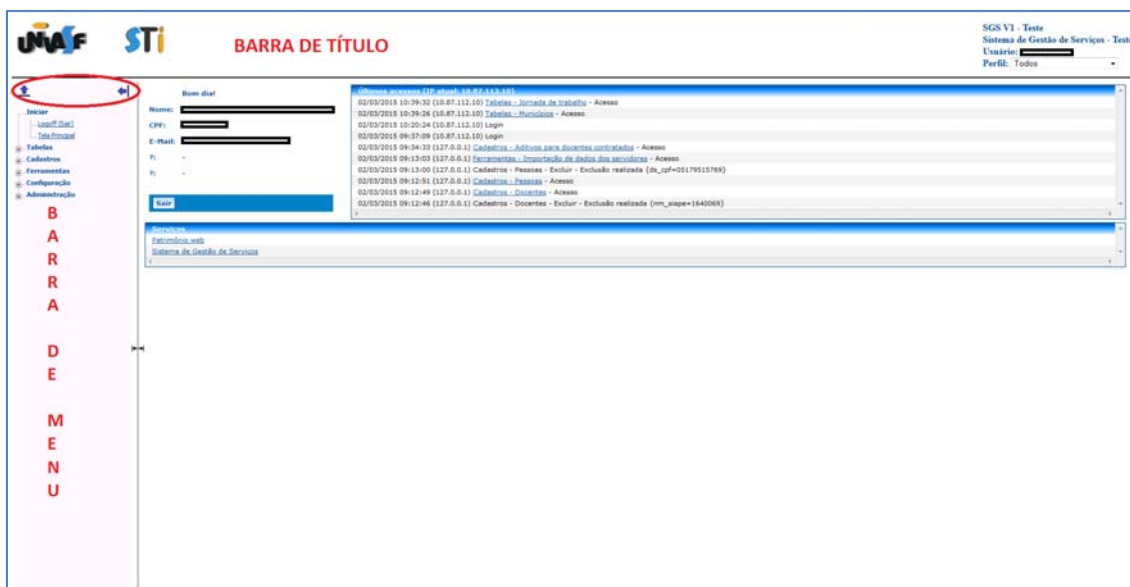 UNIVASF STi
BARRA DE TÍTULO
SGS V1 - Teste
Sistema de Gestão de Serviços - Teste
Usuário:
Perfil: Todos
Iniciar
Logoff (Sair)
Tela Principal
Tabelas
Cadastros
Ferramentas
Configuração
Administração
B
A
R
R
A
D
E
M
E
N
U
Bom dia!
Nome:
CPF:
E-Mail:
?: -
?: -
Sair
Últimos acessos (IP atual: 10.87.112.10)
02/03/2015 10:39:32 (10.87.112.10) Tabelas - Jornada de trabalho - Acesso
02/03/2015 10:39:26 (10.87.112.10) Tabelas - Municípios - Acesso
02/03/2015 10:20:24 (10.87.112.10) Login
02/03/2015 09:37:09 (10.87.112.10) Login
02/03/2015 09:34:33 (127.0.0.1) Cadastros - Aditivos para docentes contratados - Acesso
02/03/2015 09:13:03 (127.0.0.1) Ferramentas - Importação de dados dos servidores - Acesso
02/03/2015 09:13:00 (127.0.0.1) Cadastros - Pessoas - Excluir - Exclusão realizada {ds_cpf=05179515769}
02/03/2015 09:12:51 (127.0.0.1) Cadastros - Pessoas - Acesso
02/03/2015 09:12:49 (127.0.0.1) Cadastros - Docentes - Acesso
02/03/2015 09:12:46 (127.0.0.1) Cadastros - Docentes - Excluir - Exclusão realizada {nm_siape=1640069}
Serviços
Patrimônio web
Sistema de Gestão de Serviços